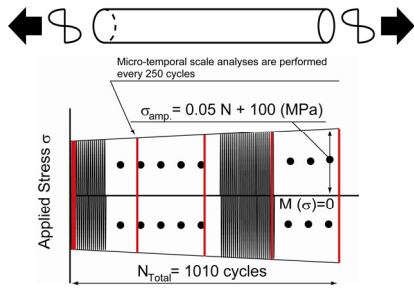 Micro-temporal scale analyses are performed
every 250 cycles
σamp.= 0.05 N + 100 (MPa)
Applied Stress σ
M (σ)=0
NTotal= 1010 cycles